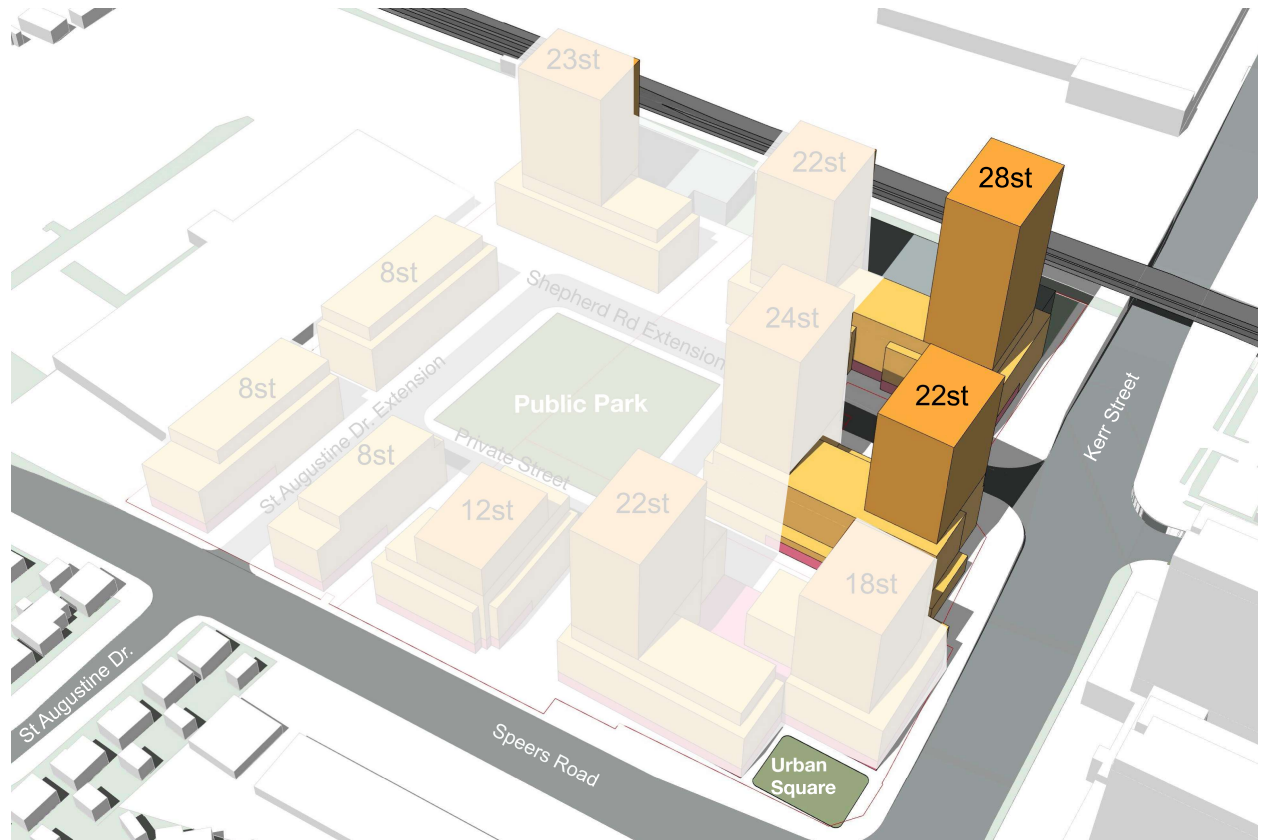 23st
22st
28st
8st
Shepherd Rd Extension
24st
8st
Public Park
22st
Kerr Street
St Augustine Dr. Extension
Private Street
8st
12st
22st
18st
St Augustine Dr.
Speers Road
Urban
Square